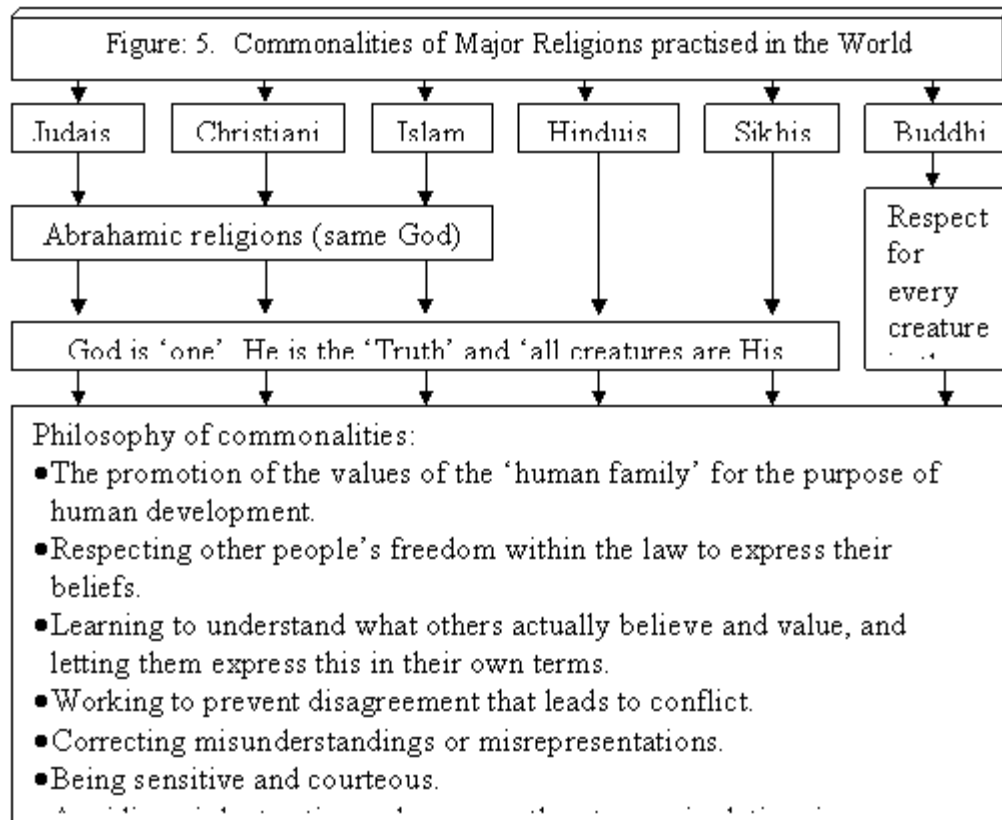 Figure: 5. Commonalities of Major Religions practised in the World
Judais
Christiani
Islam
Hinduis
Sikhis
Buddhi
Abrahamic religions (same God)
Respect
for
every
creature
God is ‘one’ He is the ‘Truth’ and ‘all creatures are His
Philosophy of commonalities:
●The promotion of the values of the ‘human family’ for the purpose of
human development.
●Respecting other people’s freedom within the law to express their
beliefs.
●Learning to understand what others actually believe and value, and
letting them express this in their own terms.
●Working to prevent disagreement that leads to conflict.
●Correcting misunderstandings or misrepresentations.
●Being sensitive and courteous.